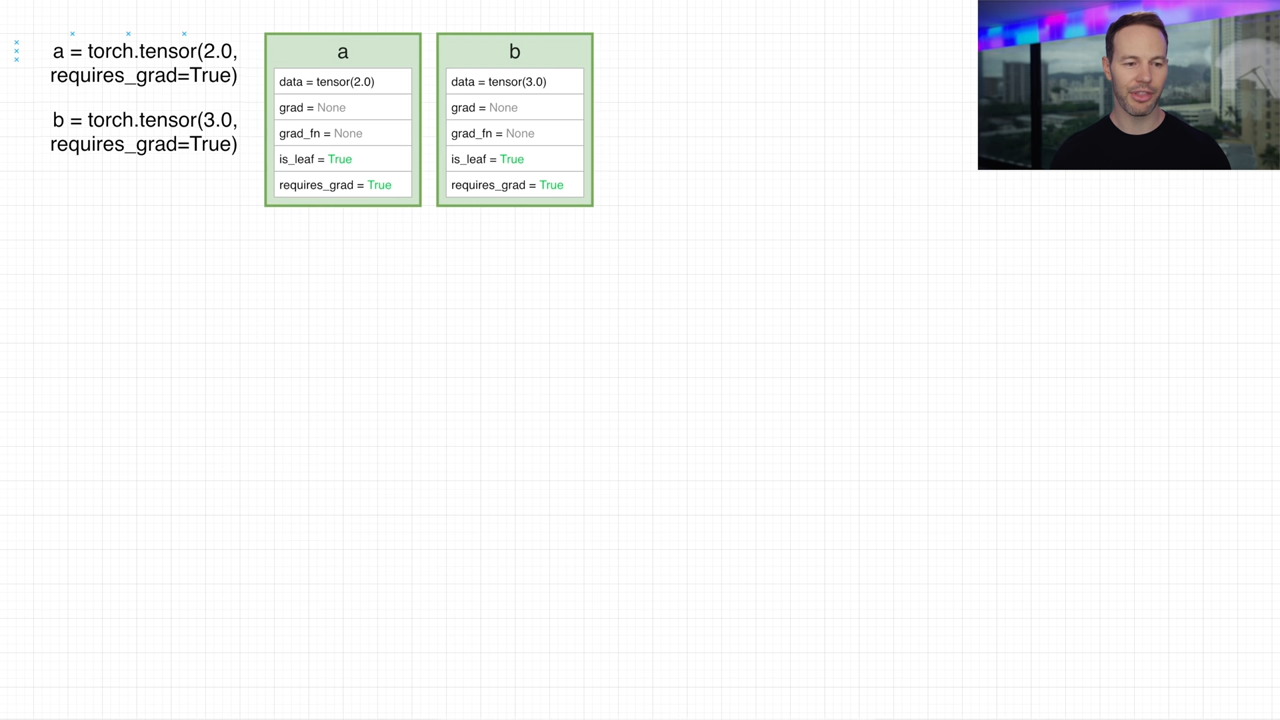 a = torch.tensor(2.0,
requires_grad=True)
b = torch.tensor(3.0,
requires_grad=True)
a
data = tensor(2.0)
grad = None
grad_fn = None
is_leaf = True
requires_grad = True
b
data = tensor(3.0)
grad = None
grad_fn = None
is_leaf = True
requires_grad = True